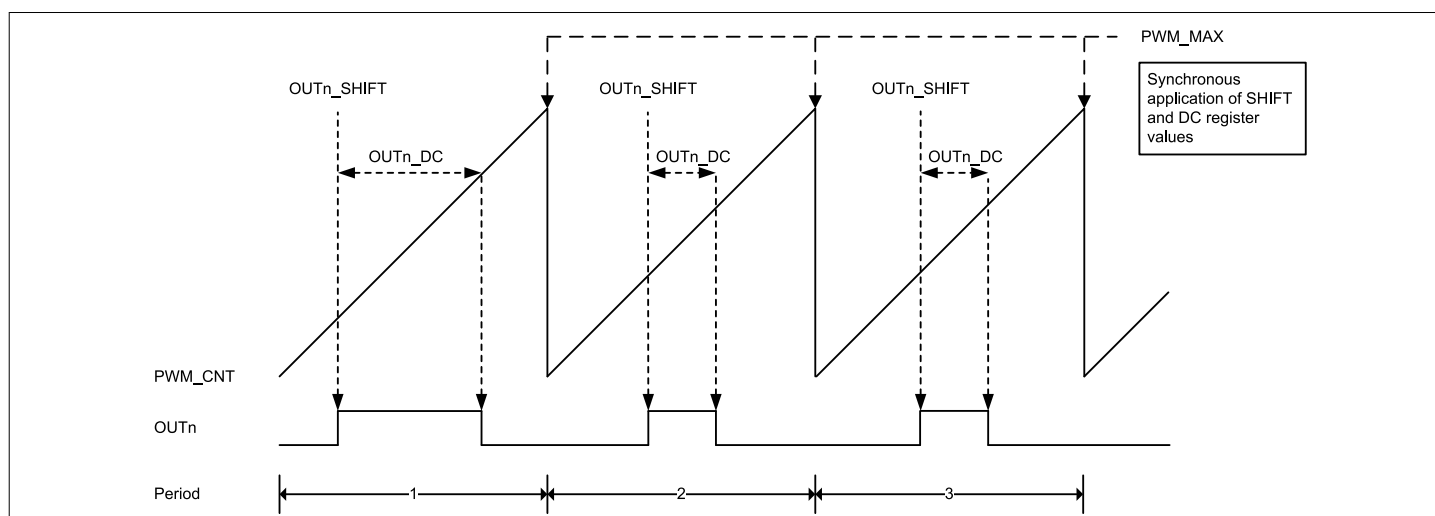 PWM_MAX
OUTn_SHIFT
OUTn_SHIFT
OUTn_SHIFT
Synchronous
application of SHIFT
and DC register
values
OUTn_DC
OUTn_DC
OUTn_DC
PWM_CNT
OUTn
Period
1
2
3